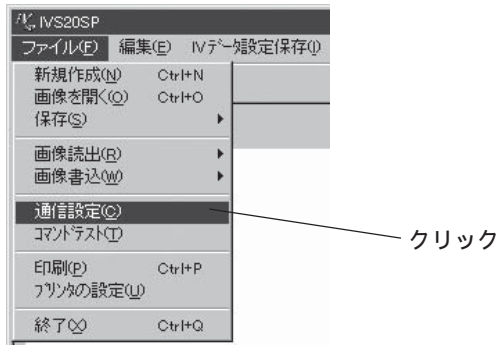 IVS20SP
ファイル(F) 編集(E) IVデータ設定保存(I)
新規作成(N) Ctrl+N
画像を開く(O) Ctrl+O
保存(S)
画像読出(R)
画像書込(W)
通信設定(C)
コマンドテスト(T)
クリック
印刷(P) Ctrl+P
プリンタの設定(U)
終了(X) Ctrl+Q